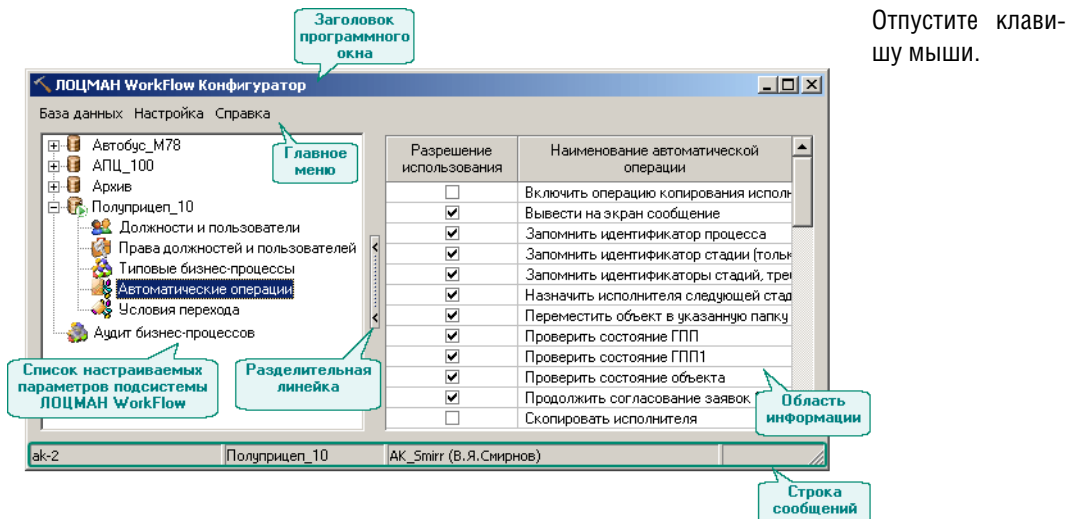 Заголовок
программного
окна
Отпустите клави-
шу мыши.
ЛОЦМАН WorkFlow Конфигуратор
База данных Настройка Справка
Главное
меню
Автобус_М78
АПЦ_100
Архив
Полуприцеп_10
Должности и пользователи
Права должностей и пользователей
Типовые бизнес-процессы
Автоматические операции
Условия перехода
Аудит бизнес-процессов
Список настраиваемых
параметров подсистемы
ЛОЦМАН WorkFlow
Разделительная
линейка
Разрешение
использования
Наименование автоматической
операции
Включить операцию копирования исполн
Вывести на экран сообщение
Запомнить идентификатор процесса
Запомнить идентификатор стадии (тольк
Запомнить идентификаторы стадий, тре
Назначить исполнителя следующей стад
Переместить объект в указанную папку
Проверить состояние ГПП
Проверить состояние ГПП1
Проверить состояние объекта
Продолжить согласование заявок
Скопировать исполнителя
Область
информации
ak-2
Полуприцеп_10
AK_Smirr (В.Я.Смирнов)
Строка
сообщений